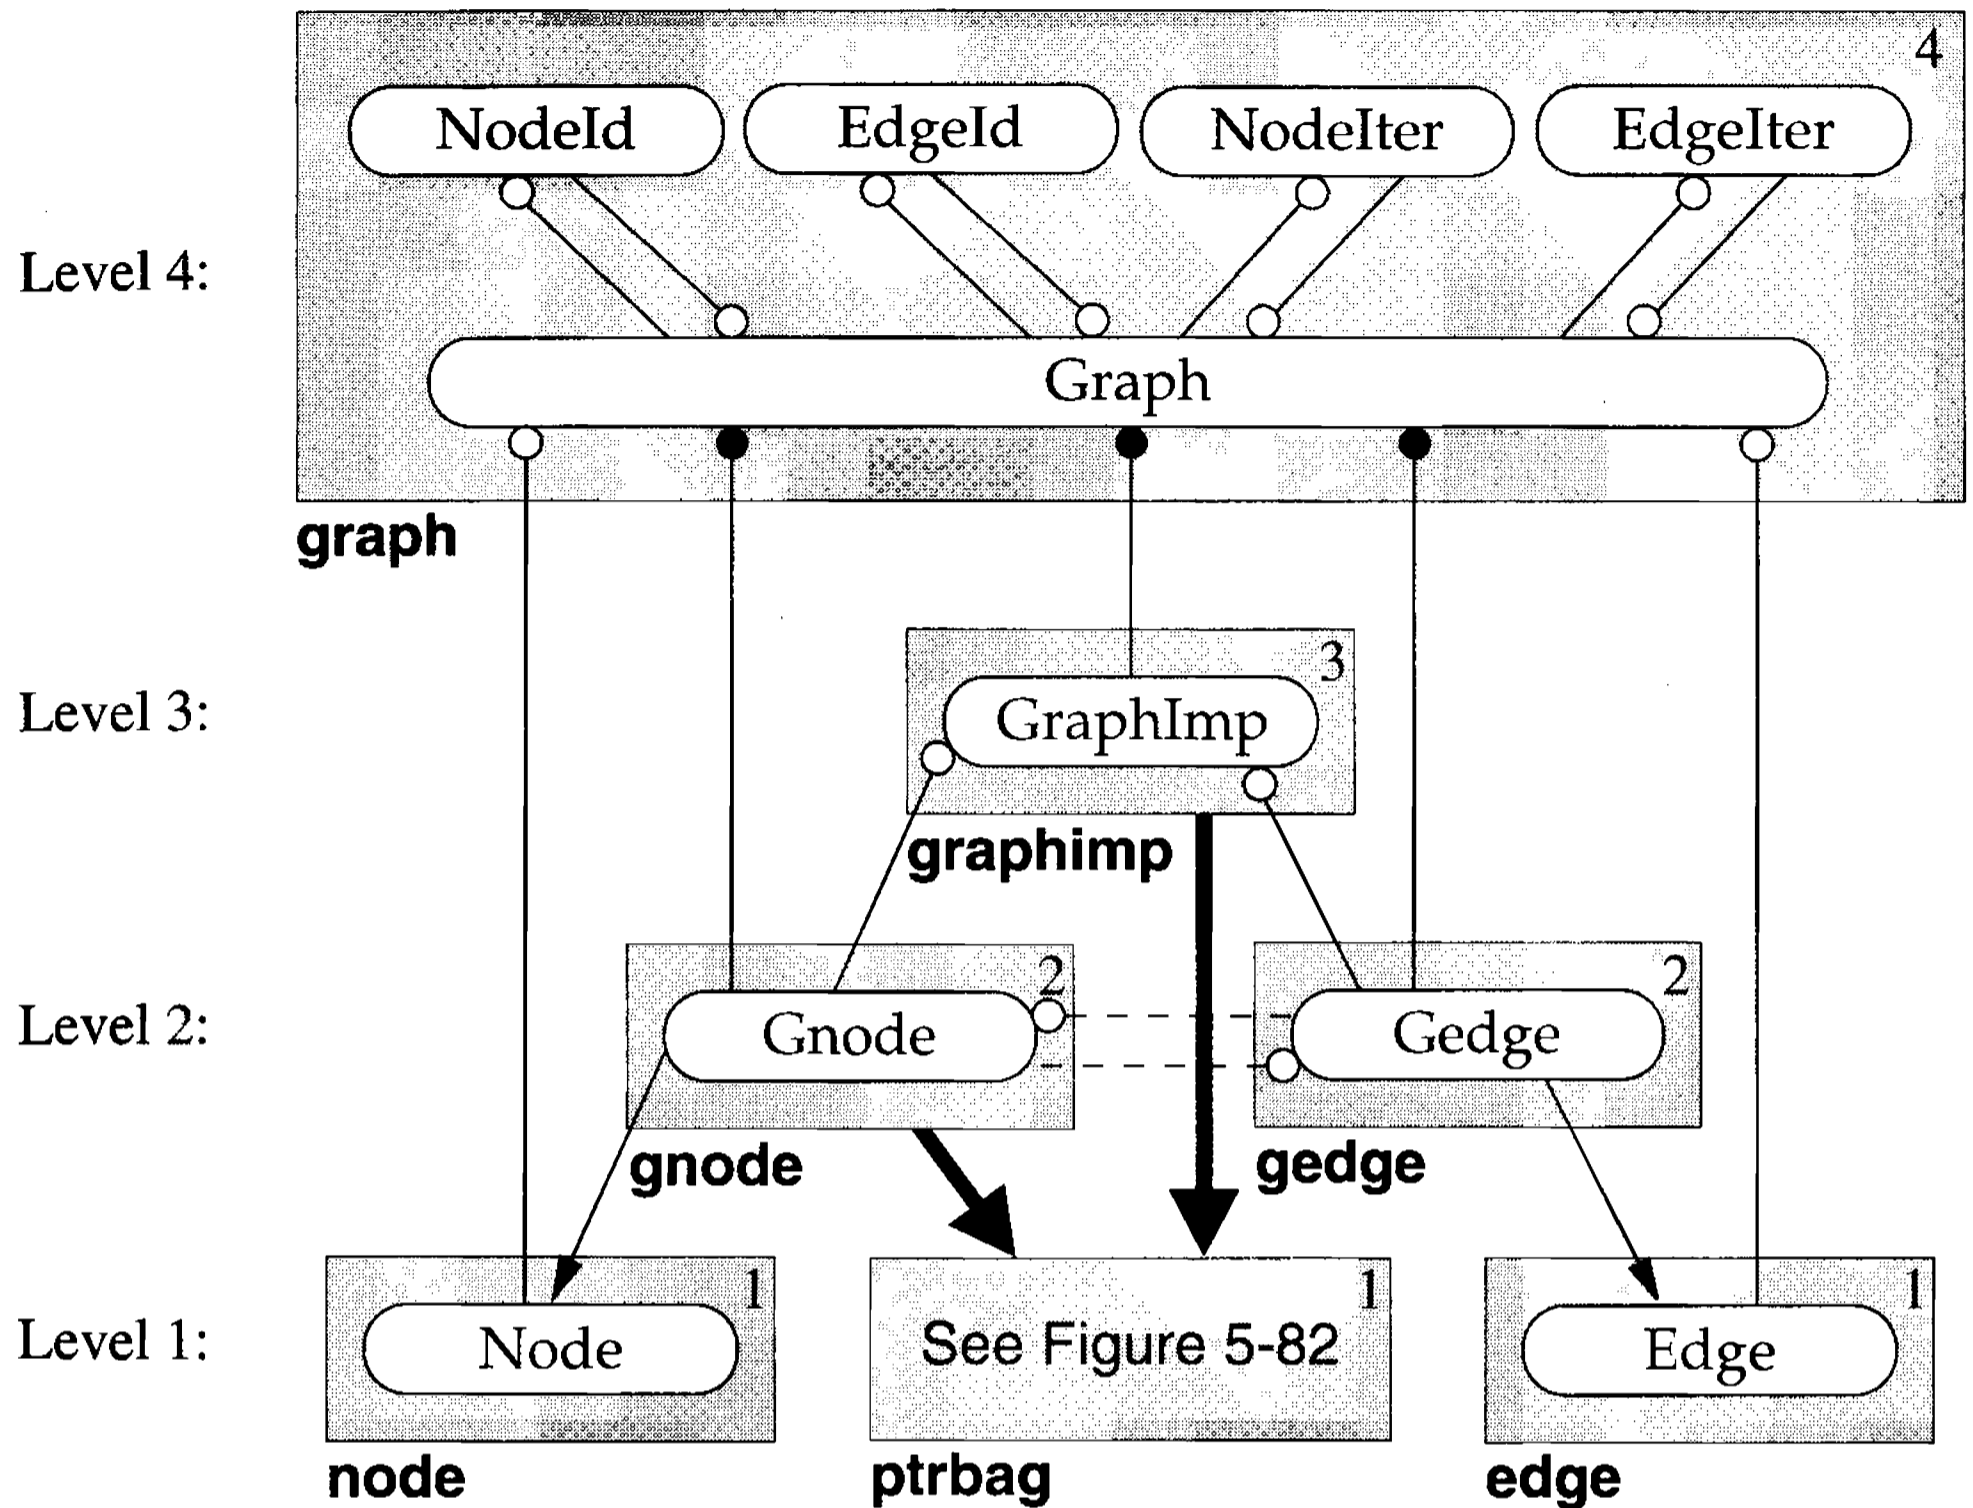 4
NodeId EdgeId NodeIter EdgeIter
Level 4:
Graph
graph
3
Level 3:
GraphImp
graphimp
2 2
Level 2:
Gnode Gedge
gnode gedge
1 1 1
Level 1:
Node See Figure 5-82 Edge
node ptrbag edge